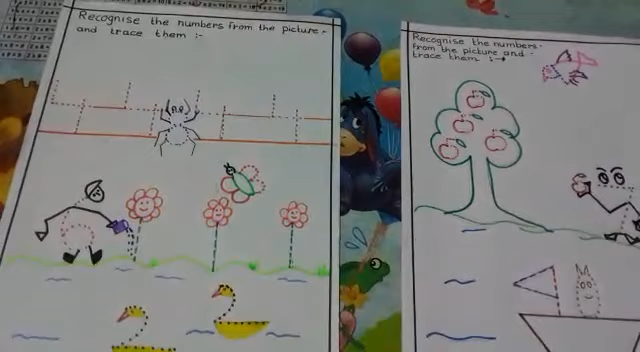 Recognise the numbers from the picture.
and trace them :-
Recognise the numbers
from the picture and
trace them :→